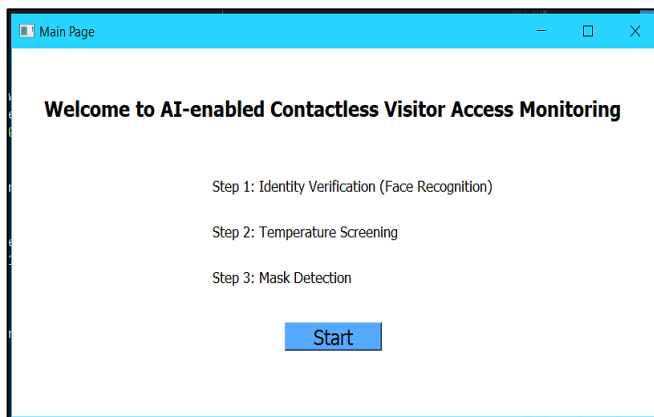 Main Page
Welcome to AI-enabled Contactless Visitor Access Monitoring
Step 1: Identity Verification (Face Recognition)
Step 2: Temperature Screening
Step 3: Mask Detection
Start